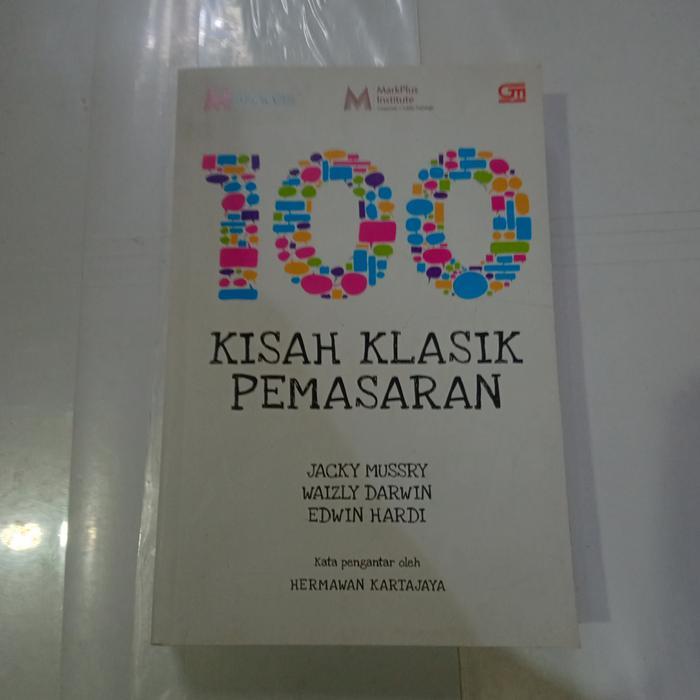 MarkPlus
Institute
100
KISAH KLASIK
PEMASARAN
JACKY MUSSRY
WAIZLY DARWIN
EDWIN HARDI
Kata pengantar oleh
HERMAWAN KARTAJAYA